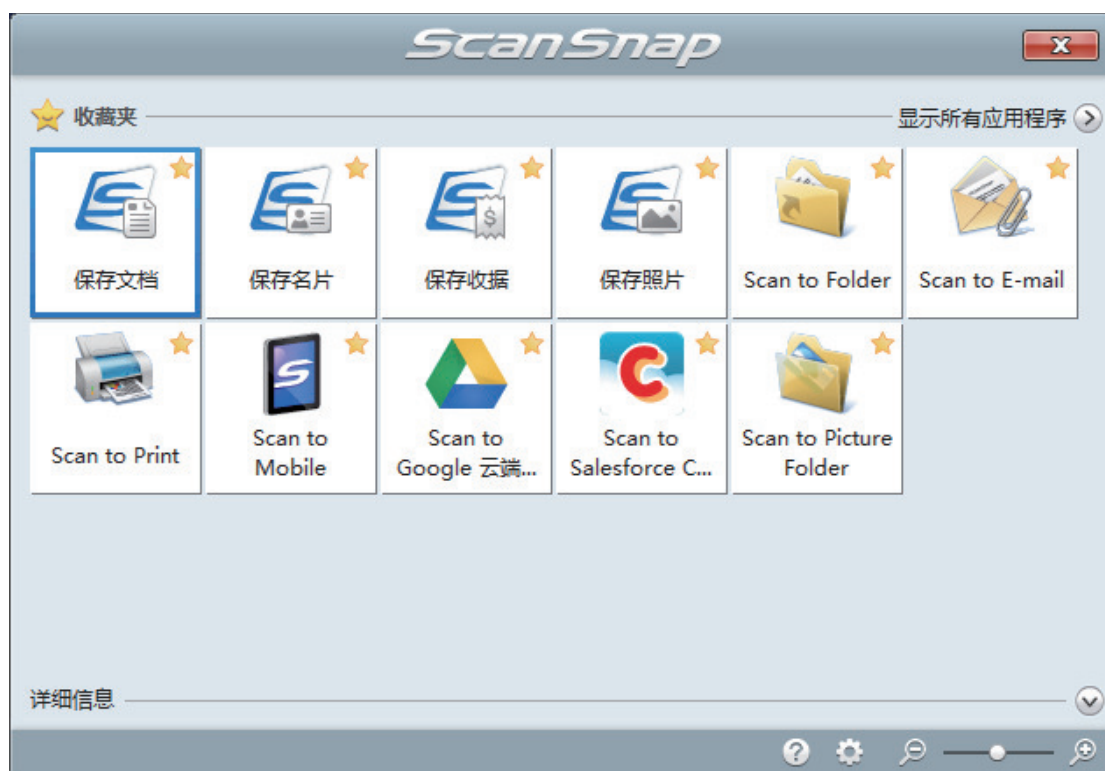 ScanSnap
收藏夹
显示所有应用程序
保存文档
保存名片
保存收据
保存照片
Scan to Folder
Scan to E-mail
Scan to Print
Scan to
Mobile
Scan to
Google 云端...
Scan to
Salesforce C...
Scan to Picture
Folder
详细信息